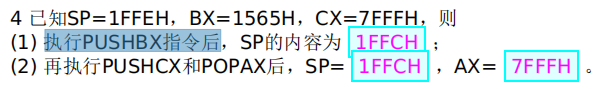 4 已知SP=1FFEH，BX=1565H，CX=7FFFH，则
(1) 执行PUSHBX指令后，SP的内容为 1FFCH ；
(2) 再执行PUSHCX和POPAX后，SP= 1FFCH ，AX= 7FFFH 。